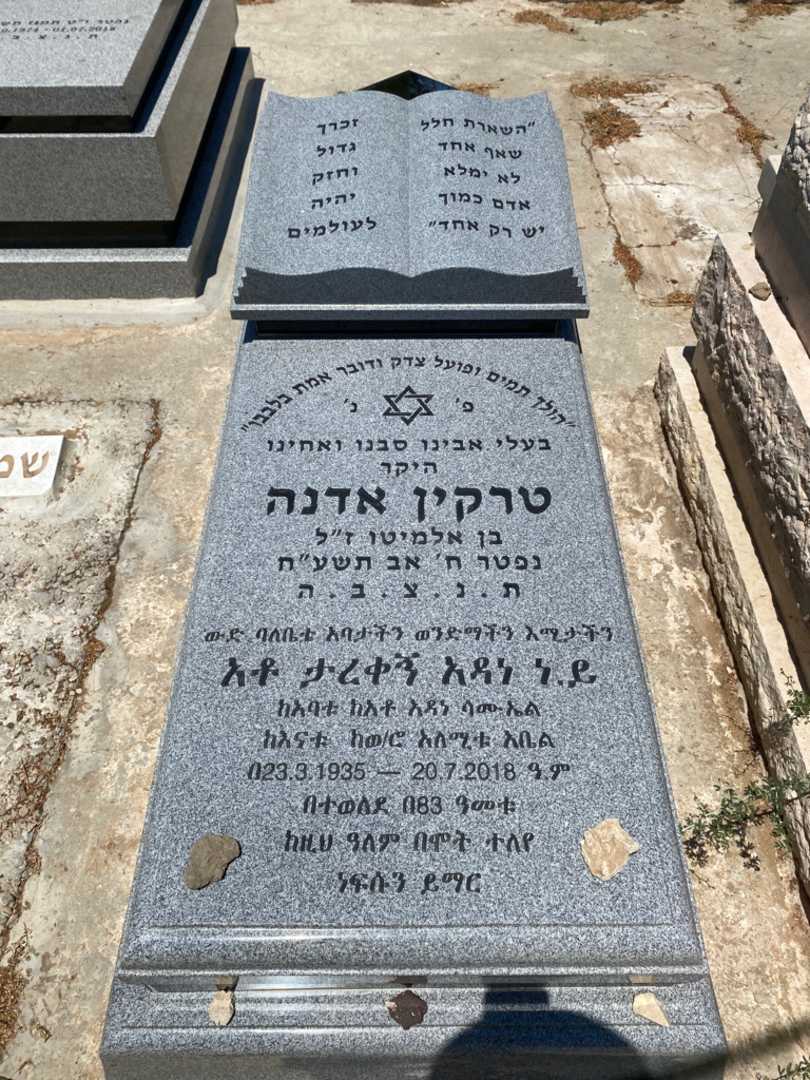 "השארת חלל
שאף אחד
לא ימלא
אדם כמוך
יש רק אחד"
זכרך
גדול
וחזק
יהיה
לעולמים
"הולך תמים ופועל צדק ודובר אמת בלבבו"
פ' נ'
בעלי אבינו סבנו ואחינו
היקר
טרקין אדנה
בן אלמיטו ז"ל
נפטר ח' אב תשע"ח
ת . נ . צ . ב . ה
ውድ ባለቤቴ አባታችን ወንድማችን እሚታችን
አቶ ታረቀኝ አዳነ ነ.ይ
ከአባቱ ከአቶ አዳነ ሳሙኤል
ከእናቱ ከወ/ሮ አለሚቱ አቤል
በ23.3.1935 — 20.7.2018 ዓ.ም
በተወለደ በ83 ዓመቱ
ከዚህ ዓለም በሞት ተለየ
ነፍሱን ይማር
ת . נ . צ . ב